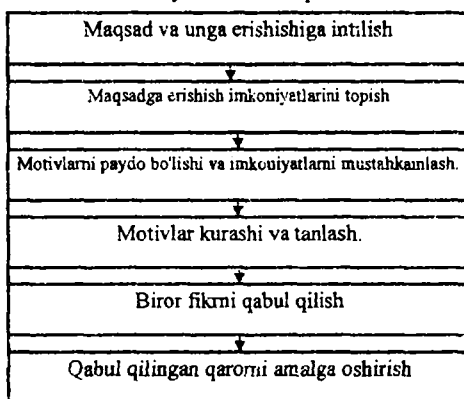 Maqsad va unga erishishiga intilish
Maqsadga erishish imkoniyatlarini topish
Motivlarni paydo bo'lishi va imkoniyatlarni mustahkamlash.
Motivlar kurashi va tanlash.
Biror fikrni qabul qilish
Qabul qilingan qarorni amalga oshirish